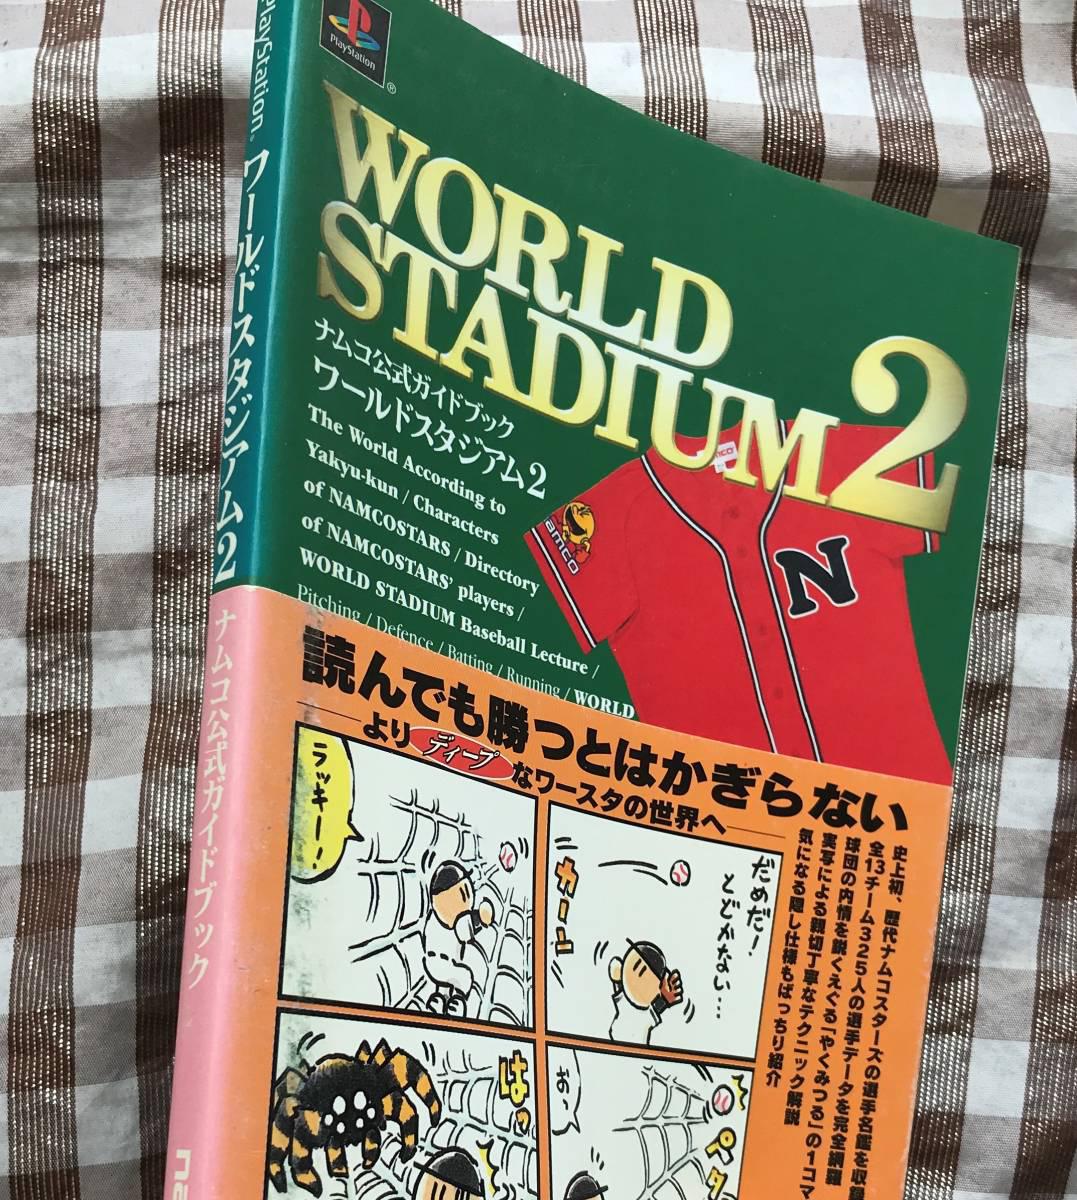 PlayStation
ワールドスタジアム2
ナムコ公式ガイドブック
PlayStation
WORLD
STADIUM 2
ナムコ公式ガイドブック
ワールドスタジアム2
The World According to
Yakyu-kun / Characters
of NAMCOSTARS / Directory
of NAMCOSTARS' players /
WORLD STADIUM Baseball Lecture /
Pitching / Defence / Batting / Running / WORLD
namco
N
読んでも勝つとはかぎらない
よりディープなワースタの世界へ
史上初、歴代ナムコスターズの選手名鑑を収録
全13チーム325人の選手データを完全網羅
球団の内情を鋭くえぐる「やくみつる」の1コマ
実写による親切丁寧なテクニック解説
気になる隠し仕様もばっちり紹介
だめだ!
とどかない…
カーン
ラッキー!
お、
ペタ
はっ